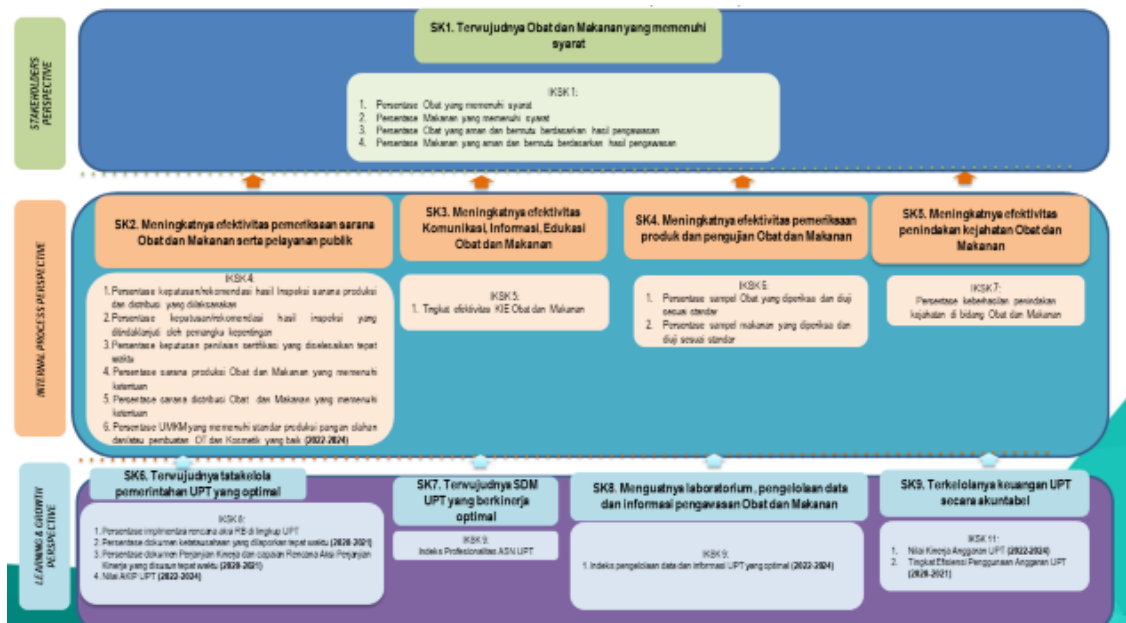 STAKEHOLDERS
PERSPECTIVE
SK1. Terwujudnya Obat dan Makanan yang memenuhi
syarat
IKSK 1:
1. Persentase Obat yang memenuhi syarat
2. Persentase Makanan yang memenuhi syarat
3. Persentase Obat yang aman dan bermutu berdasarkan hasil pengawasan
4. Persentase Makanan yang aman dan bermutu berdasarkan hasil pengawasan
INTERNAL PROCESS PERSPECTIVE
SK2. Meningkatnya efektivitas pemeriksaan sarana
Obat dan Makanan serta pelayanan publik
IKSK 4:
1. Persentase keputusan/rekomendasi hasil Inspeksi sarana produksi
dan distribusi yang dilaksanakan
2. Persentase keputusan/rekomendasi hasil inspeksi yang
ditindaklanjuti oleh pemangku kepentingan
3. Persentase keputusan penilaian sertifikasi yang diselesaikan tepat
waktu
4. Persentase sarana produksi Obat dan Makanan yang memenuhi
ketentuan
5. Persentase sarana distribusi Obat dan Makanan yang memenuhi
ketentuan
6. Persentase UMKM yang memenuhi standar produksi pangan olahan
dan/atau pembuatan OT dan Kosmetik yang baik (2022-2024)
SK3. Meningkatnya efektivitas
Komunikasi, Informasi, Edukasi
Obat dan Makanan
IKSK 5:
1. Tingkat efektivitas KIE Obat dan Makanan
SK4. Meningkatnya efektivitas pemeriksaan
produk dan pengujian Obat dan Makanan
IKSK 6:
1. Persentase sampel Obat yang diperiksa dan diuji
sesuai standar
2. Persentase sampel makanan yang diperiksa dan
diuji sesuai standar
SK5. Meningkatnya efektivitas
penindakan kejahatan Obat dan
Makanan
IKSK 7:
Persentase keberhasilan penindakan
kejahatan di bidang Obat dan Makanan
LEARNING & GROWTH
PERSPECTIVE
SK6. Terwujudnya tatakelola
pemerintahan UPT yang optimal
IKSK 8:
1. Persentase implmentasi rencana aksi RB di lingkup UPT
2. Persentase dokumen ketatausahaan yang dilaporkan tepat waktu (2020-2021)
3. Persentase dokumen Perjanjian Kinerja dan capaian Rencana Aksi Perjanjian
Kinerja yang disusun tepat waktu (2020-2021)
4. Nilai AKIP UPT (2022-2024)
SK7. Terwujudnya SDM
UPT yang berkinerja
optimal
IKSK 9:
Indeks Profesionalitas ASN UPT
SK8. Menguatnya laboratorium, pengelolaan data
dan informasi pengawasan Obat dan Makanan
IKSK 9:
1. Indeks pengelolaan data dan informasi UPT yang optimal (2022-2024)
SK9. Terkelolanya keuangan UPT
secara akuntabel
IKSK 11:
1. Nilai Kinerja Anggaran UPT (2022-2024)
2. Tingkat Efisiensi Penggunaan Anggaran UPT
(2020-2021)